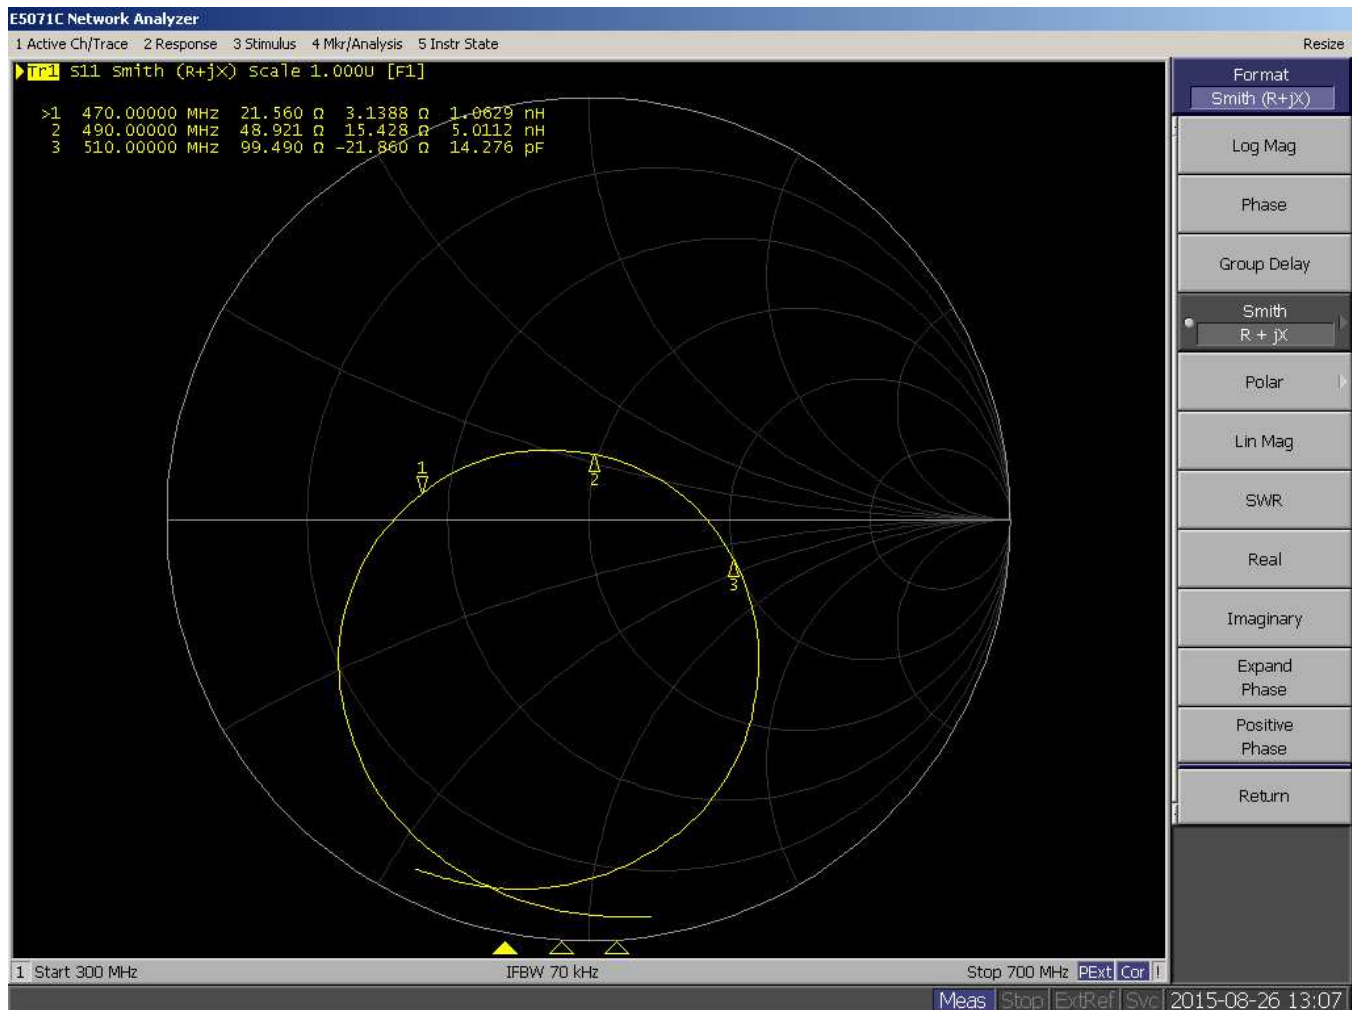 E5071C Network Analyzer
1 Active Ch/Trace 2 Response 3 Stimulus 4 Mkr/Analysis 5 Instr State Resize
Tr1 S11 Smith (R+jX) Scale 1.000U [F1]
>1 470.00000 MHz 21.560 Ω 3.1388 Ω 1.0629 nH
2 490.00000 MHz 48.921 Ω 15.428 Ω 5.0112 nH
3 510.00000 MHz 99.490 Ω -21.860 Ω 14.276 pF
1
2
3
Format
Smith (R+jX)
Log Mag
Phase
Group Delay
Smith
R + jX
Polar
Lin Mag
SWR
Real
Imaginary
Expand
Phase
Positive
Phase
Return
1 Start 300 MHz IFBW 70 kHz Stop 700 MHz PExt Cor !
Meas Stop ExtRef Svc 2015-08-26 13:07